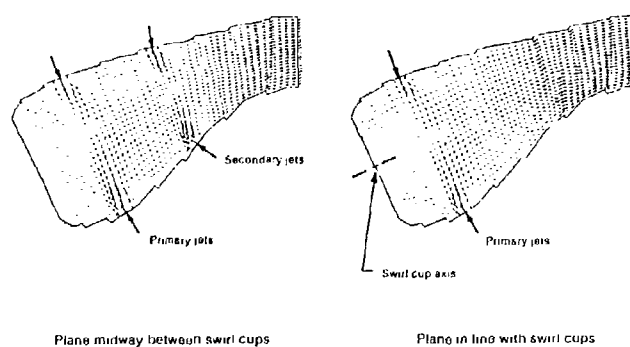 Secondary jets
Primary jets
Primary jets
Swirl cup axis
Plane midway between swirl cups
Plane in line with swirl cups